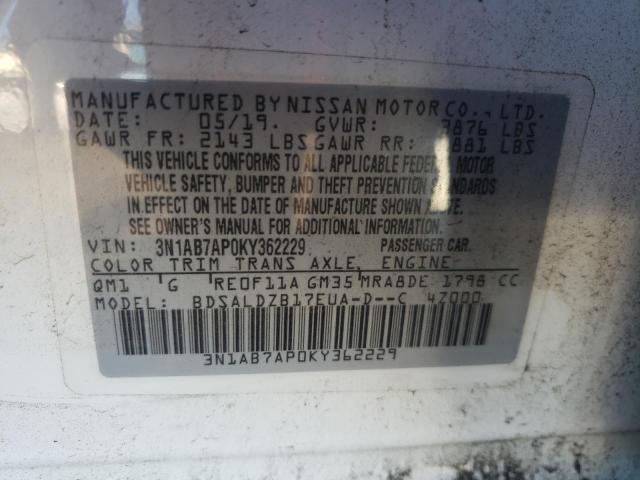 MANUFACTURED BY NISSAN MOTOR CO., LTD.
DATE: 05/19. GVWR: 3876 LBS
GAWR FR: 2143 LBS GAWR RR: 1881 LBS
THIS VEHICLE CONFORMS TO ALL APPLICABLE FEDERAL MOTOR
VEHICLE SAFETY, BUMPER AND THEFT PREVENTION STANDARDS
IN EFFECT ON THE DATE OF MANUFACTURE SHOWN ABOVE.
SEE OWNER'S MANUAL FOR ADDITIONAL INFORMATION.
VIN: 3N1AB7AP0KY362229 PASSENGER CAR.
COLOR TRIM TRANS AXLE, ENGINE
QM1 G RE0F11A GM35 MRA8DE 1798 CC
MODEL: BDSALDZB17EUA-D--C 4Z000
3N1AB7AP0KY362229